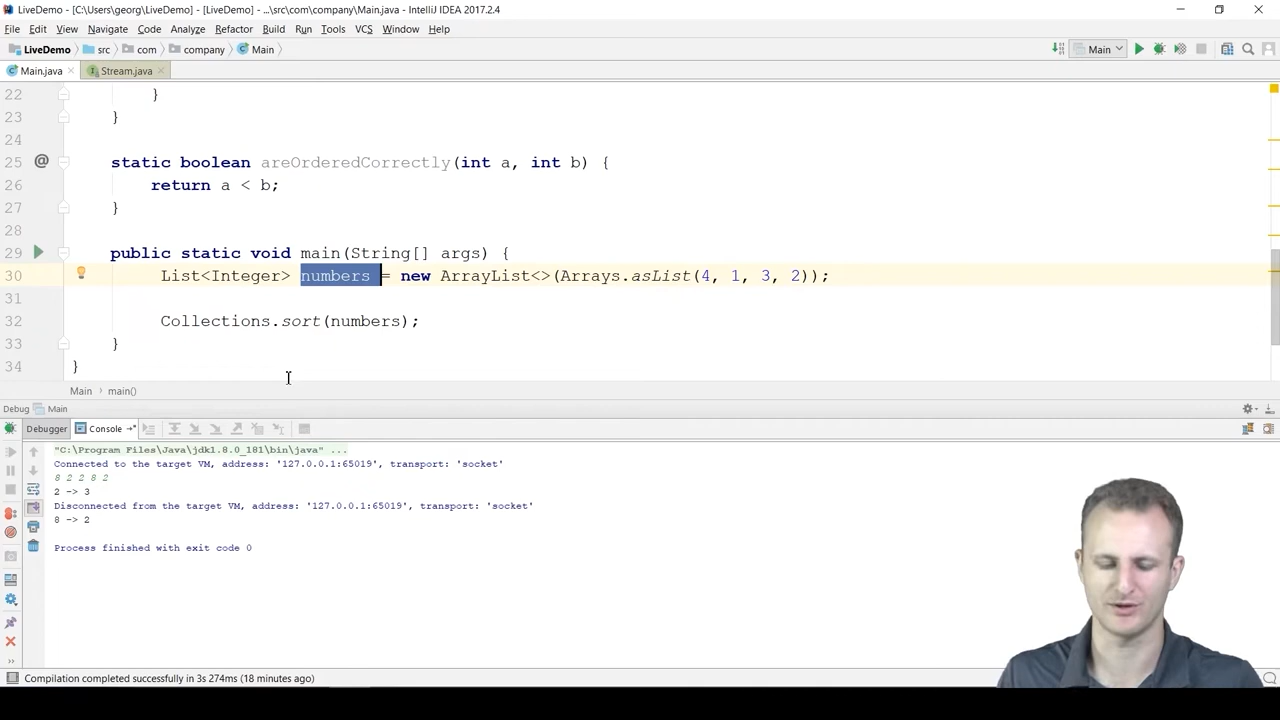 LiveDemo - [C:\Users\georg\LiveDemo] - [LiveDemo] - ...\src\com\company\Main.java - IntelliJ IDEA 2017.2.4
File Edit View Navigate Code Analyze Refactor Build Run Tools VCS Window Help
LiveDemo src com company Main Main
Main.java Stream.java
22 }
23 }
24
25 @ static boolean areOrderedCorrectly(int a, int b) {
26 return a < b;
27 }
28
29 public static void main(String[] args) {
30 List<Integer> numbers = new ArrayList<>(Arrays.asList(4, 1, 3, 2));
31
32 Collections.sort(numbers);
33 }
34 }
Main main()
Debug Main
Debugger Console
"C:\Program Files\Java\jdk1.8.0_181\bin\java" ...
Connected to the target VM, address: '127.0.0.1:65019', transport: 'socket'
8 2 2 8 2
2 -> 3
Disconnected from the target VM, address: '127.0.0.1:65019', transport: 'socket'
8 -> 2
Process finished with exit code 0
Compilation completed successfully in 3s 274ms (18 minutes ago)